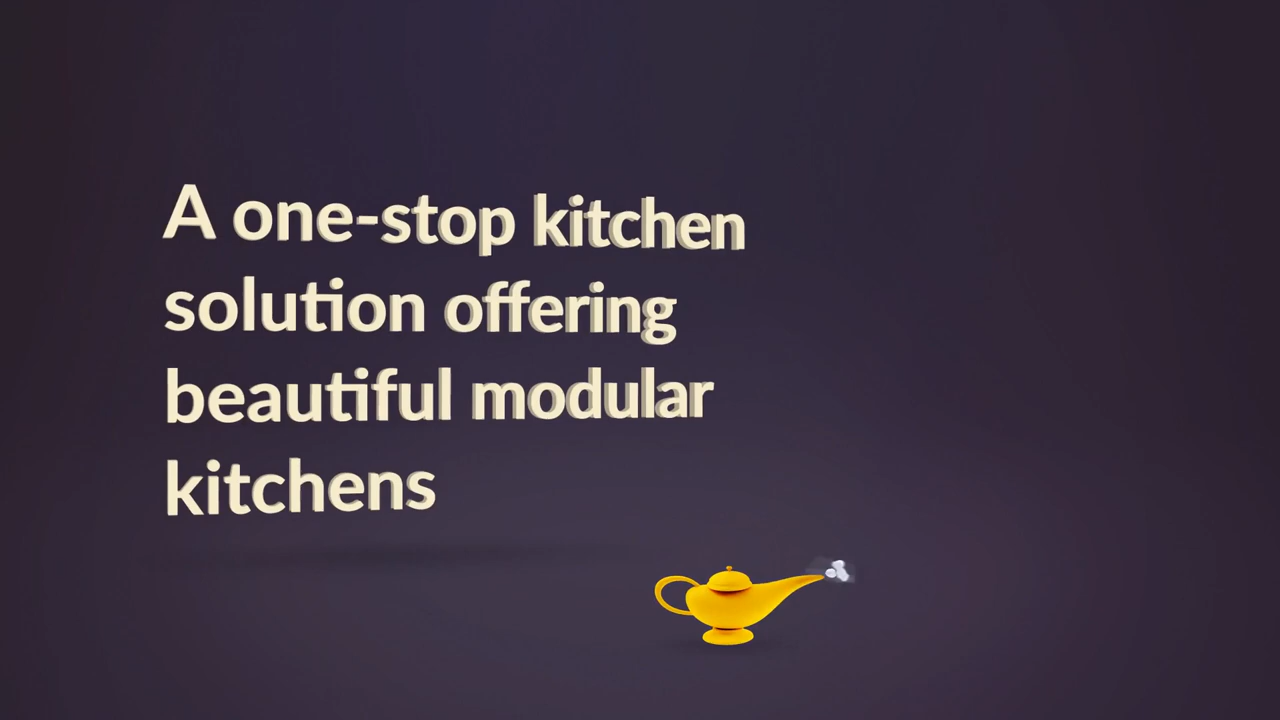 A one-stop kitchen
solution offering
beautiful modular
kitchens